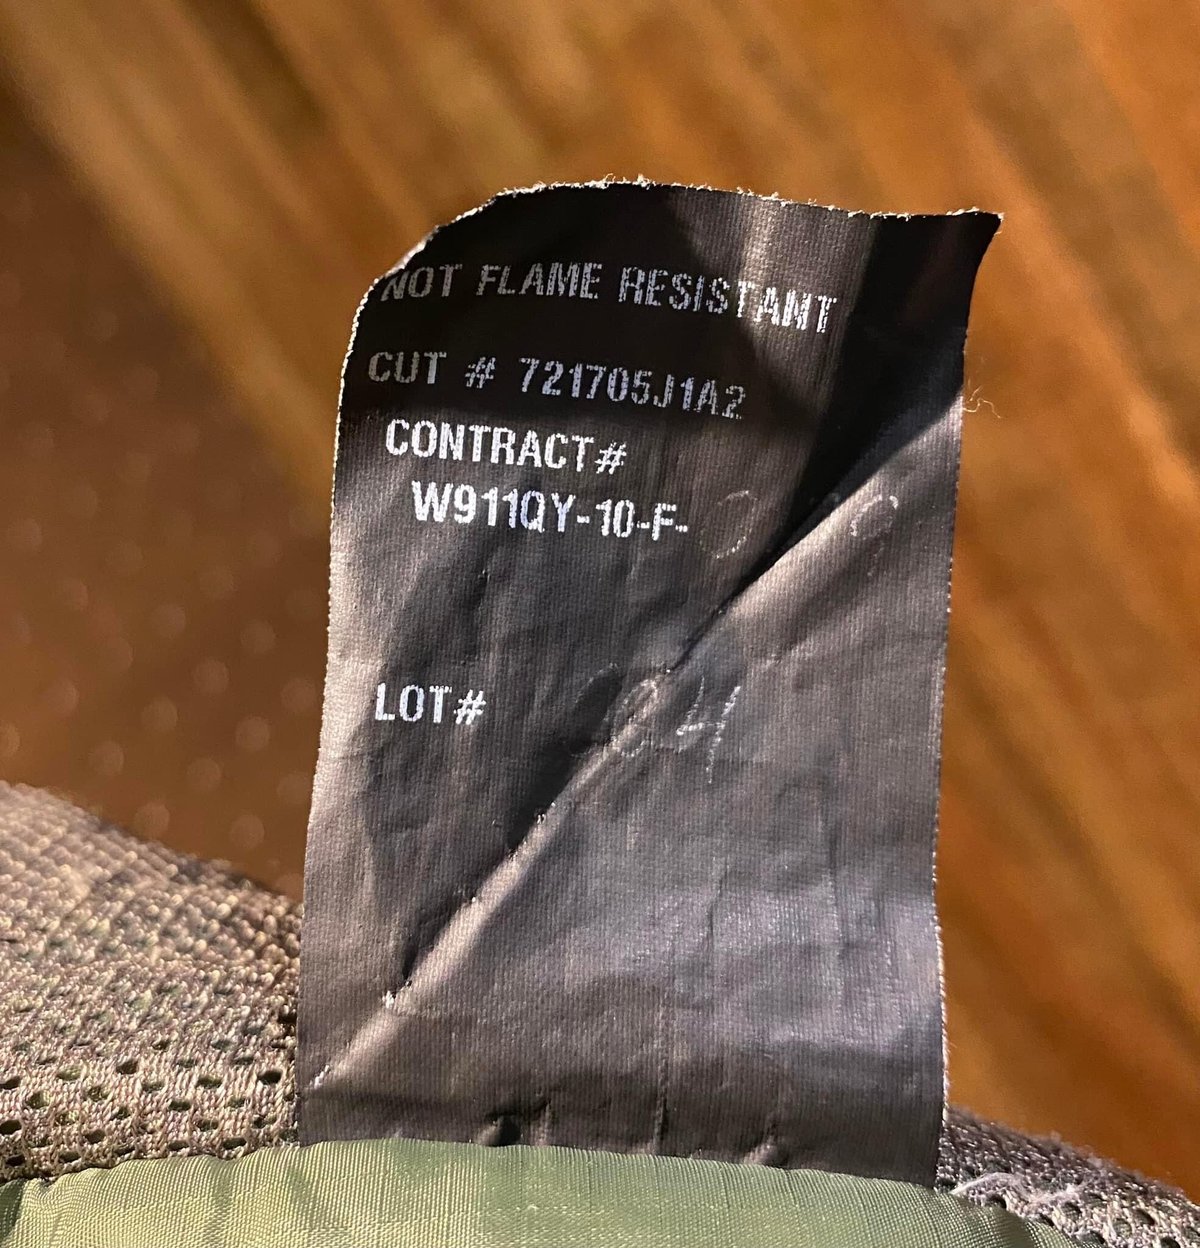 NOT FLAME RESISTANT
CUT # 721705J1A2
CONTRACT#
W911QY-10-F-
LOT#